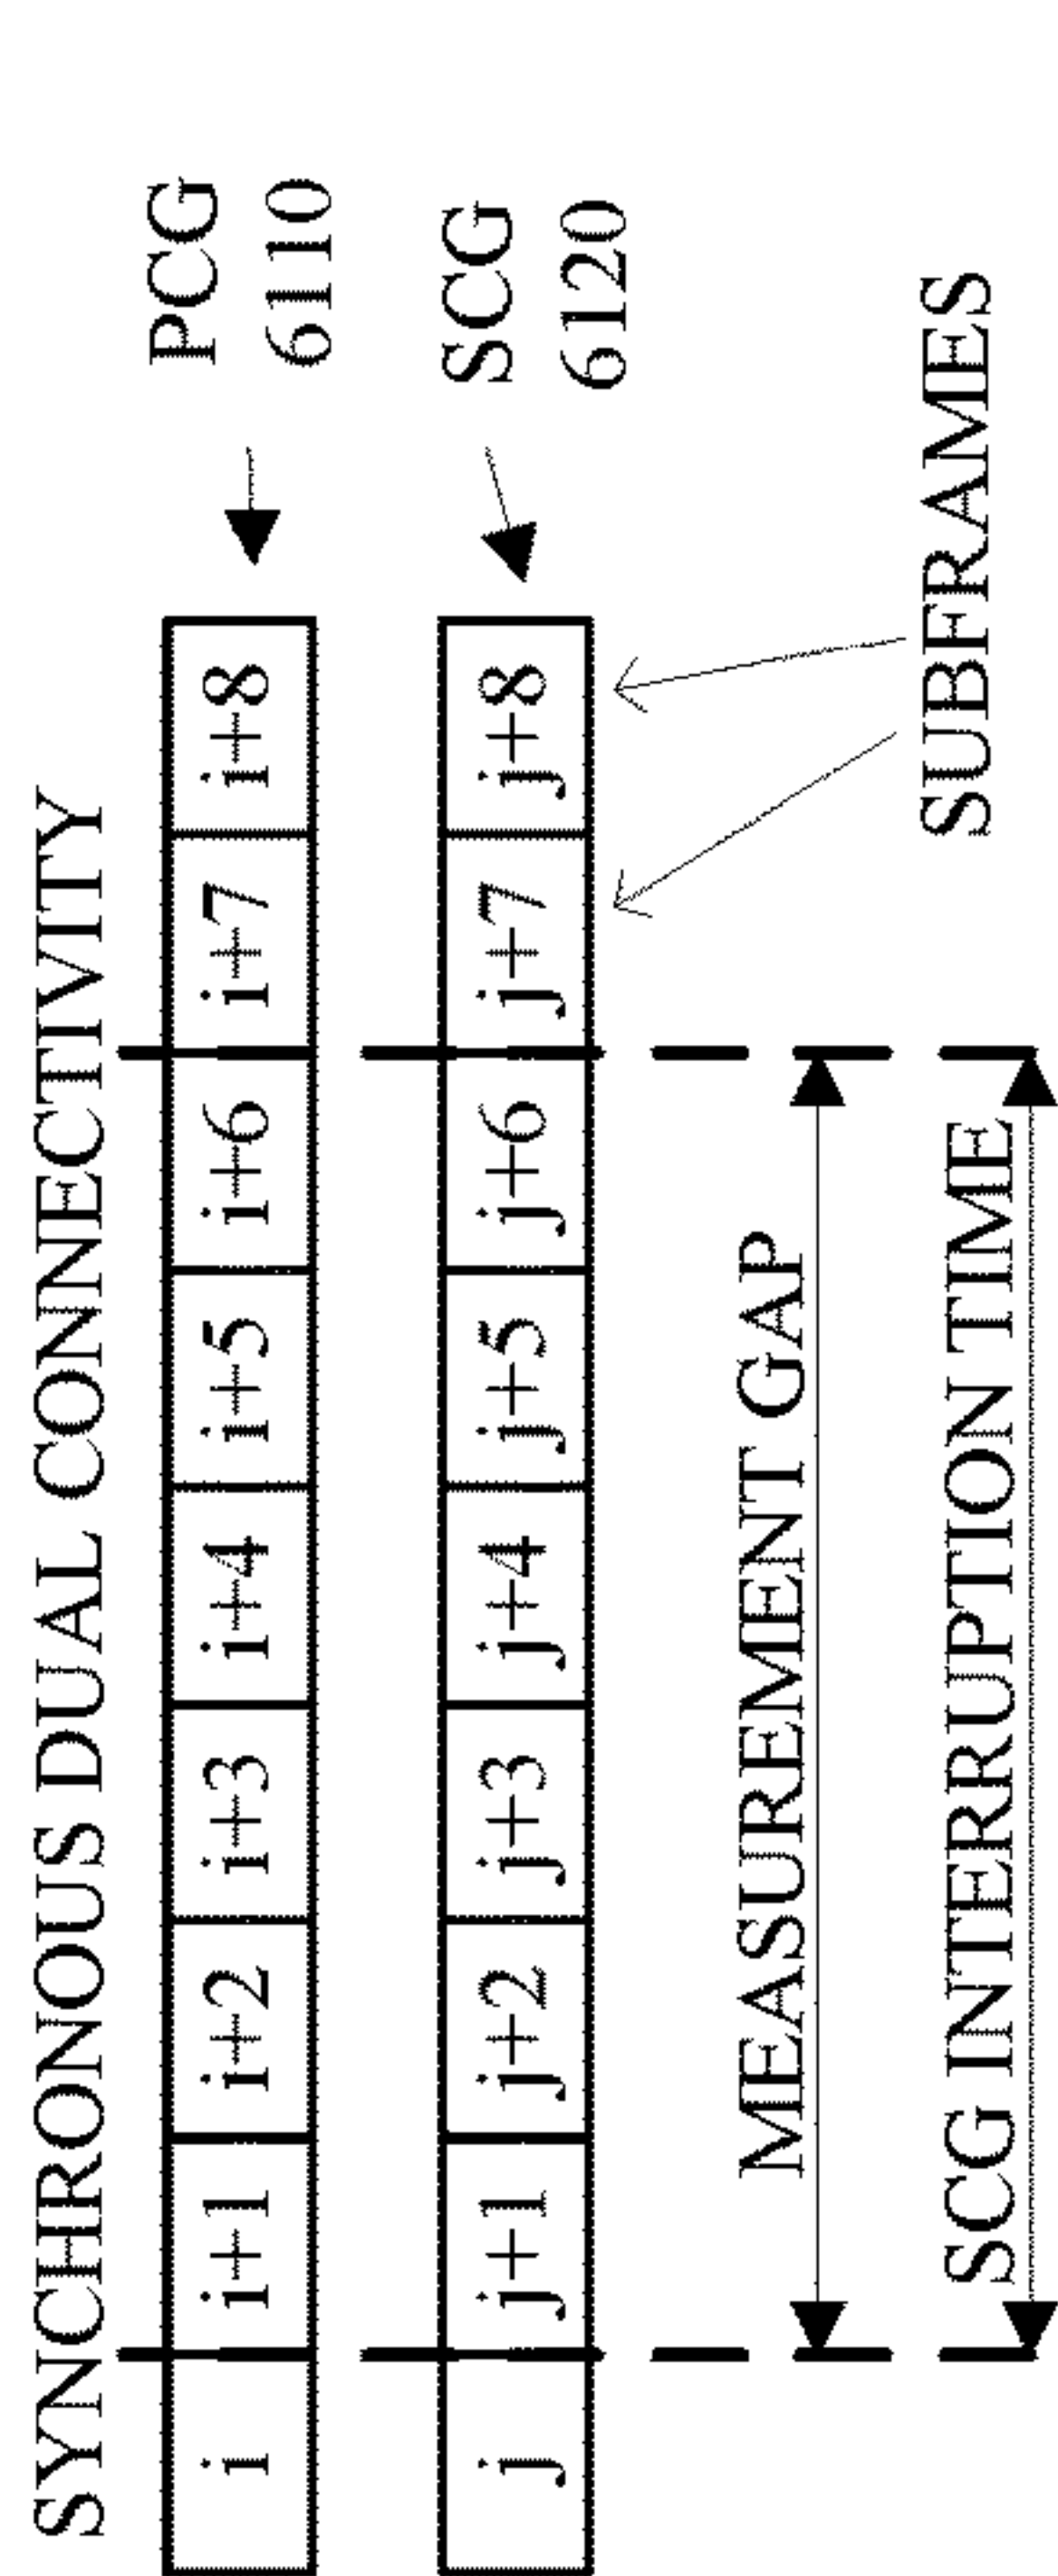 SYNCHRONOUS DUAL CONNECTIVITY
i i+1 i+2 i+3 i+4 i+5 i+6 i+7 i+8
PCG
6110
j j+1 j+2 j+3 j+4 j+5 j+6 j+7 j+8
SCG
6120
MEASUREMENT GAP
SUBFRAMES
SCG INTERRUPTION TIME